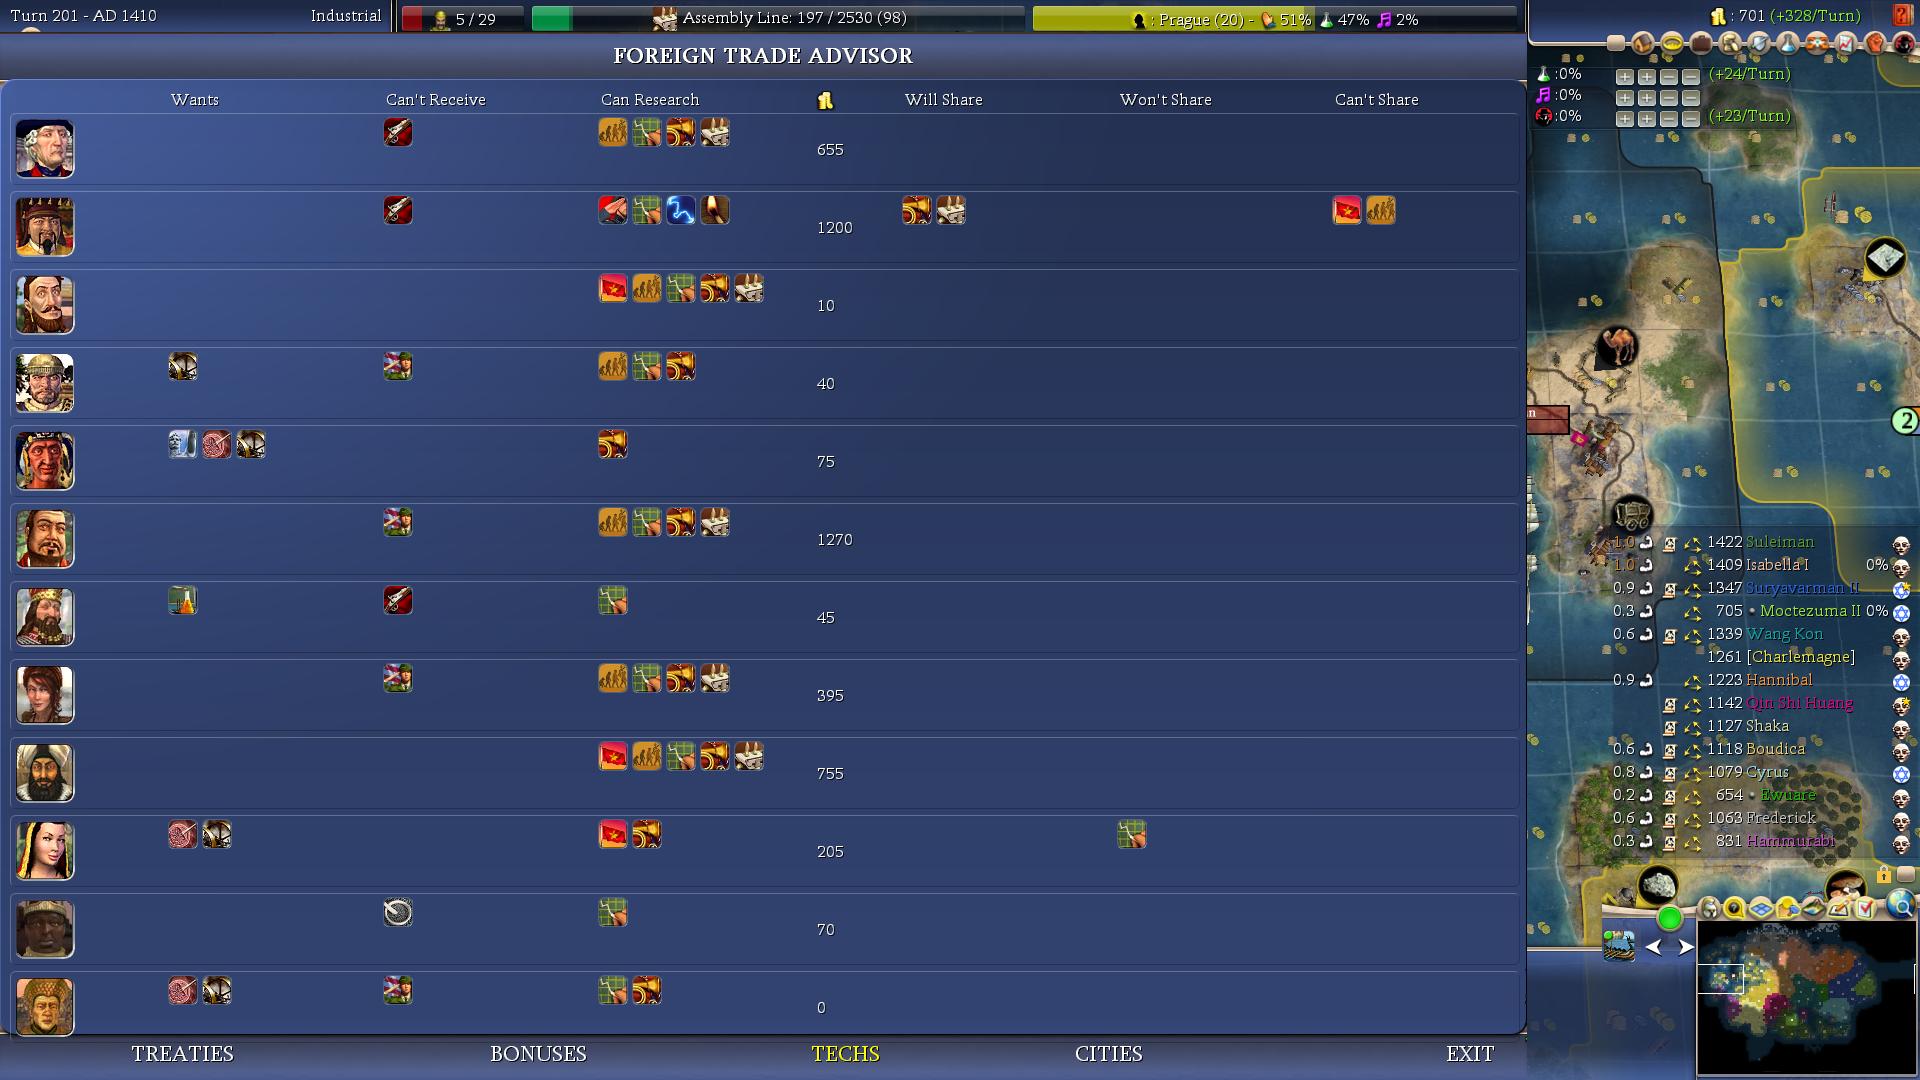 Turn 201 - AD 1410
Industrial
5 / 29
Assembly Line: 197 / 2530 (98)
: Prague (20) - 51% 47% 2%
: 701 (+328/Turn)
FOREIGN TRADE ADVISOR
:0% (+24/Turn)
:0%
:0% (+23/Turn)
Wants Can't Receive Can Research Will Share Won't Share Can't Share
655
1200
10
40
75
1270
45
395
755
205
70
0
n
2
1.0 1422 Suleiman
1.0 1409 Isabella I 0%
0.9 1347 Suryavarman II
0.3 705 • Moctezuma II 0%
0.6 1339 Wang Kon
1261 [Charlemagne]
0.9 1223 Hannibal
1142 Qin Shi Huang
1127 Shaka
0.6 1118 Boudica
0.8 1079 Cyrus
0.2 654 • Ewuare
0.6 1063 Frederick
0.3 831 Hammurabi
TREATIES BONUSES TECHS CITIES EXIT